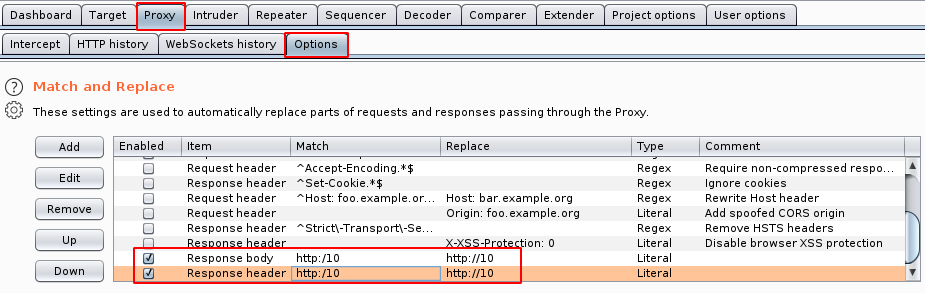 Dashboard Target Proxy Intruder Repeater Sequencer Decoder Comparer Extender Project options User options
Intercept HTTP history WebSockets history Options
? Match and Replace
These settings are used to automatically replace parts of requests and responses passing through the Proxy.
Add Enabled Item Match Replace Type Comment
Request header ^Accept-Encoding.*$ Regex Require non-compressed respo...
Edit Response header ^Set-Cookie.*$ Regex Ignore cookies
Request header ^Host: foo.example.or... Host: bar.example.org Regex Rewrite Host header
Remove Request header Origin: foo.example.org Literal Add spoofed CORS origin
Response header ^Strict\-Transport\-Se... Regex Remove HSTS headers
Up Response header X-XSS-Protection: 0 Literal Disable browser XSS protection
Response body http:/10 http://10 Literal
Down Response header http:/10 http://10 Literal